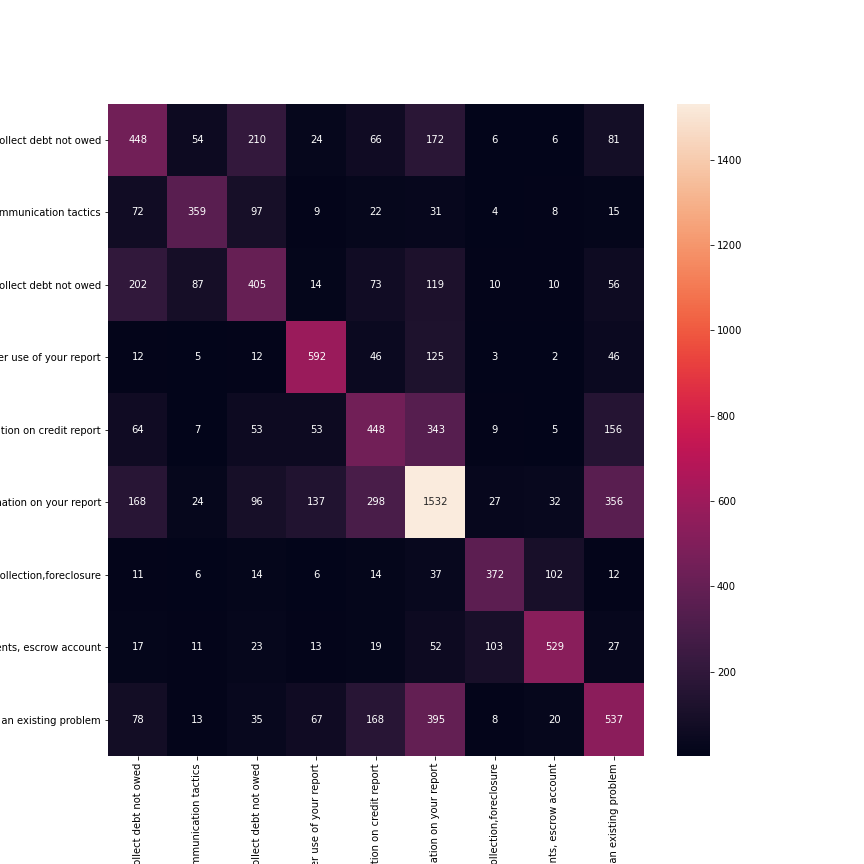 ollect debt not owed 448 54 210 24 66 172 6 6 81
mmunication tactics 72 359 97 9 22 31 4 8 15
ollect debt not owed 202 87 405 14 73 119 10 10 56
er use of your report 12 5 12 592 46 125 3 2 46
tion on credit report 64 7 53 53 448 343 9 5 156
nation on your report 168 24 96 137 298 1532 27 32 356
ollection,foreclosure 11 6 14 6 14 37 372 102 12
ents, escrow account 17 11 23 13 19 52 103 529 27
an existing problem 78 13 35 67 168 395 8 20 537
ollect debt not owed
mmunication tactics
ollect debt not owed
er use of your report
tion on credit report
ation on your report
ollection,foreclosure
nts, escrow account
an existing problem
1400
1200
1000
800
600
400
200